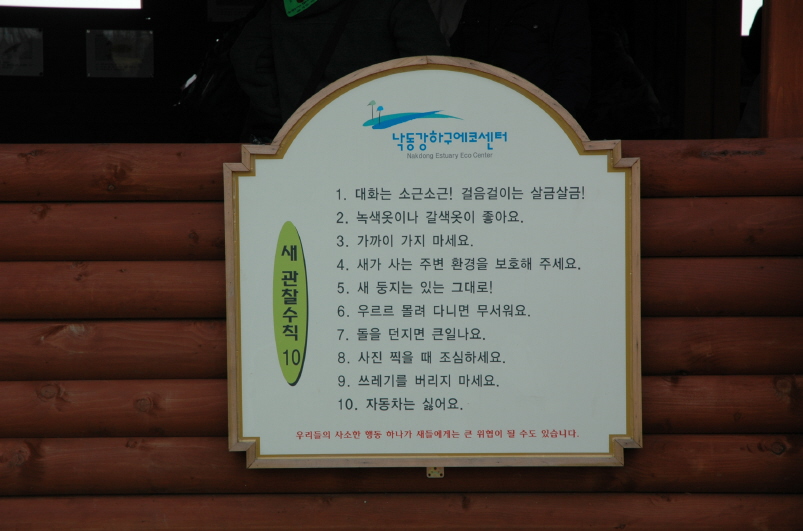 낙동강하구에코센터
Nakdong Estuary Eco Center
새 관찰수칙 10
1. 대화는 소근소근! 걸음걸이는 살금살금!
2. 녹색옷이나 갈색옷이 좋아요.
3. 가까이 가지 마세요.
4. 새가 사는 주변 환경을 보호해 주세요.
5. 새 둥지는 있는 그대로!
6. 우르르 몰려 다니면 무서워요.
7. 돌을 던지면 큰일나요.
8. 사진 찍을 때 조심하세요.
9. 쓰레기를 버리지 마세요.
10. 자동차는 싫어요.
우리들의 사소한 행동 하나가 새들에게는 큰 위협이 될 수도 있습니다.